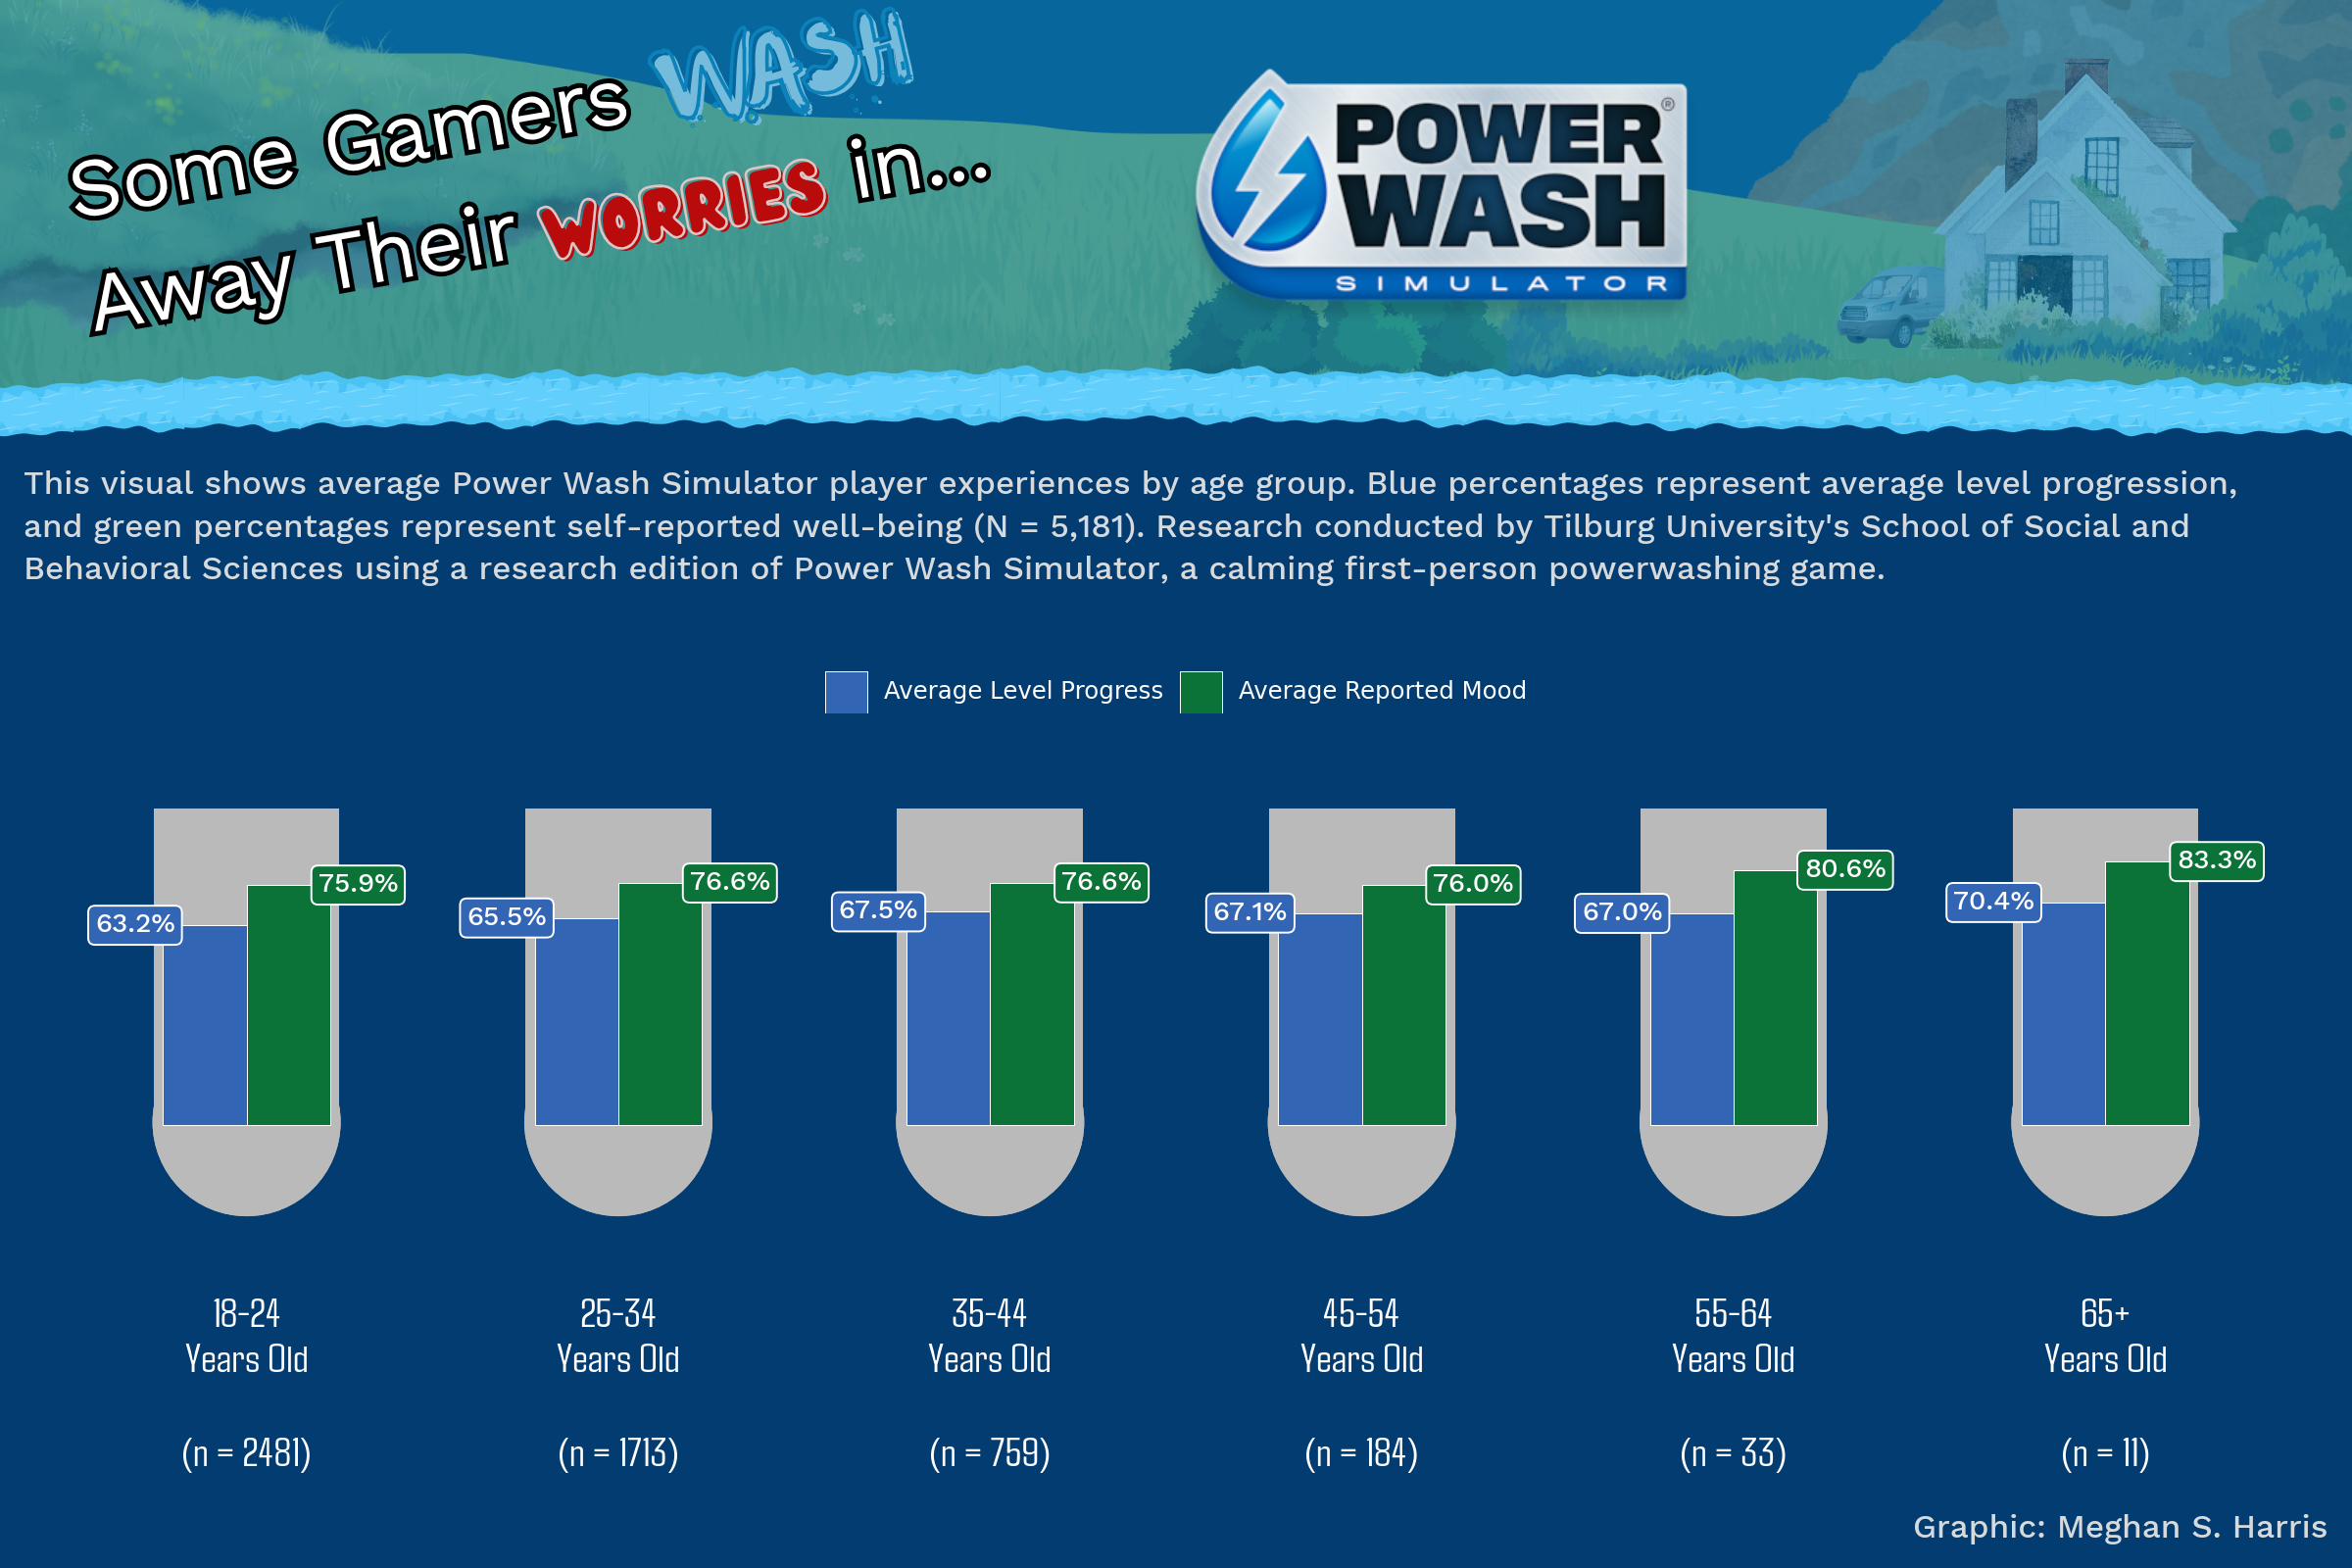 Some Gamers WASH
Away Their WORRIES in...
POWER®
WASH
SIMULATOR
This visual shows average Power Wash Simulator player experiences by age group. Blue percentages represent average level progression,
and green percentages represent self-reported well-being (N = 5,181). Research conducted by Tilburg University's School of Social and
Behavioral Sciences using a research edition of Power Wash Simulator, a calming first-person powerwashing game.
Average Level Progress Average Reported Mood
63.2% 75.9% 65.5% 76.6% 67.5% 76.6% 67.1% 76.0% 67.0% 80.6% 70.4% 83.3%
18-24 25-34 35-44 45-54 55-64 65+
Years Old Years Old Years Old Years Old Years Old Years Old
(n = 2481) (n = 1713) (n = 759) (n = 184) (n = 33) (n = 11)
Graphic: Meghan S. Harris